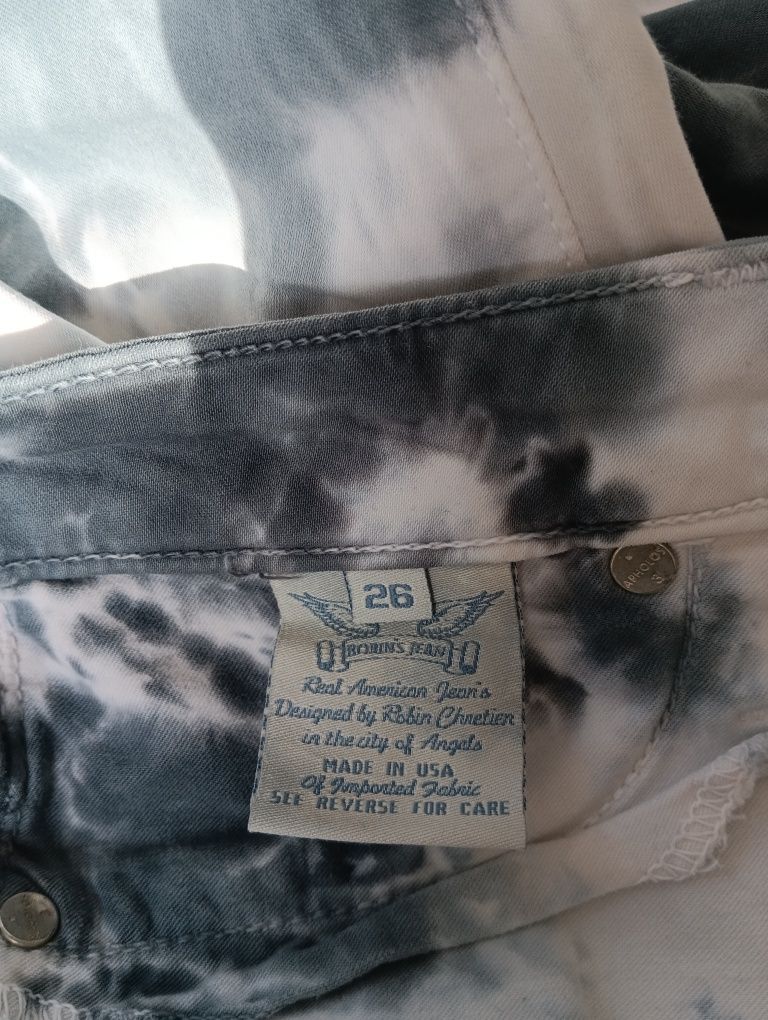 26
ROBIN'S JEAN
Real American Jean's
Designed by Robin Chretien
in the city of Angels
MADE IN USA
Of Imported Fabric
SEE REVERSE FOR CARE